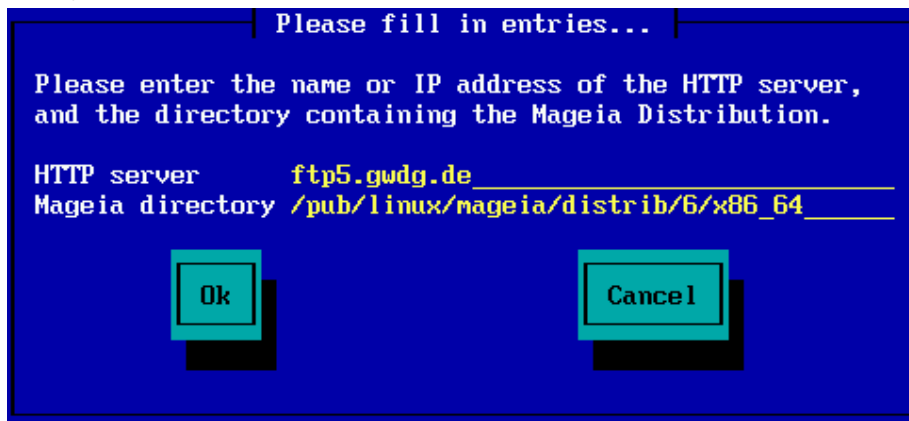 Please fill in entries...
Please enter the name or IP address of the HTTP server,
and the directory containing the Mageia Distribution.
HTTP server ftp5.gwdg.de
Mageia directory /pub/linux/mageia/distrib/6/x86_64
Ok Cancel